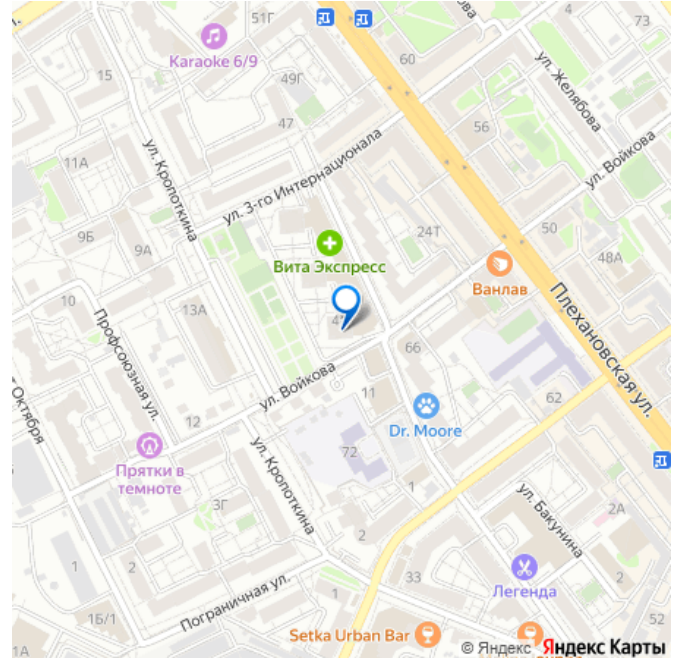 51Г
Karaoke 6/9
60
73
ул. Желябова
15
49Г
47
56
ул. Кропоткина
ул. 3-го Интернационала
ул. Войкова
11А
24Т
50
9Б
9А
48А
Вита Экспресс
Ванлав
10
13А
Плехановская ул.
Профсоюзная ул.
66
Октября
ул. Войкова
11
62
12
Dr. Moore
ул. Кропоткина
72
Прятки в
темноте
1
3Г
ул. Бакунина
2А
1
2
2
33
Легенда
2
Пограничная ул.
1Б/1
52
Setka Urban Bar
1А
© Яндекс Яндекс Карты